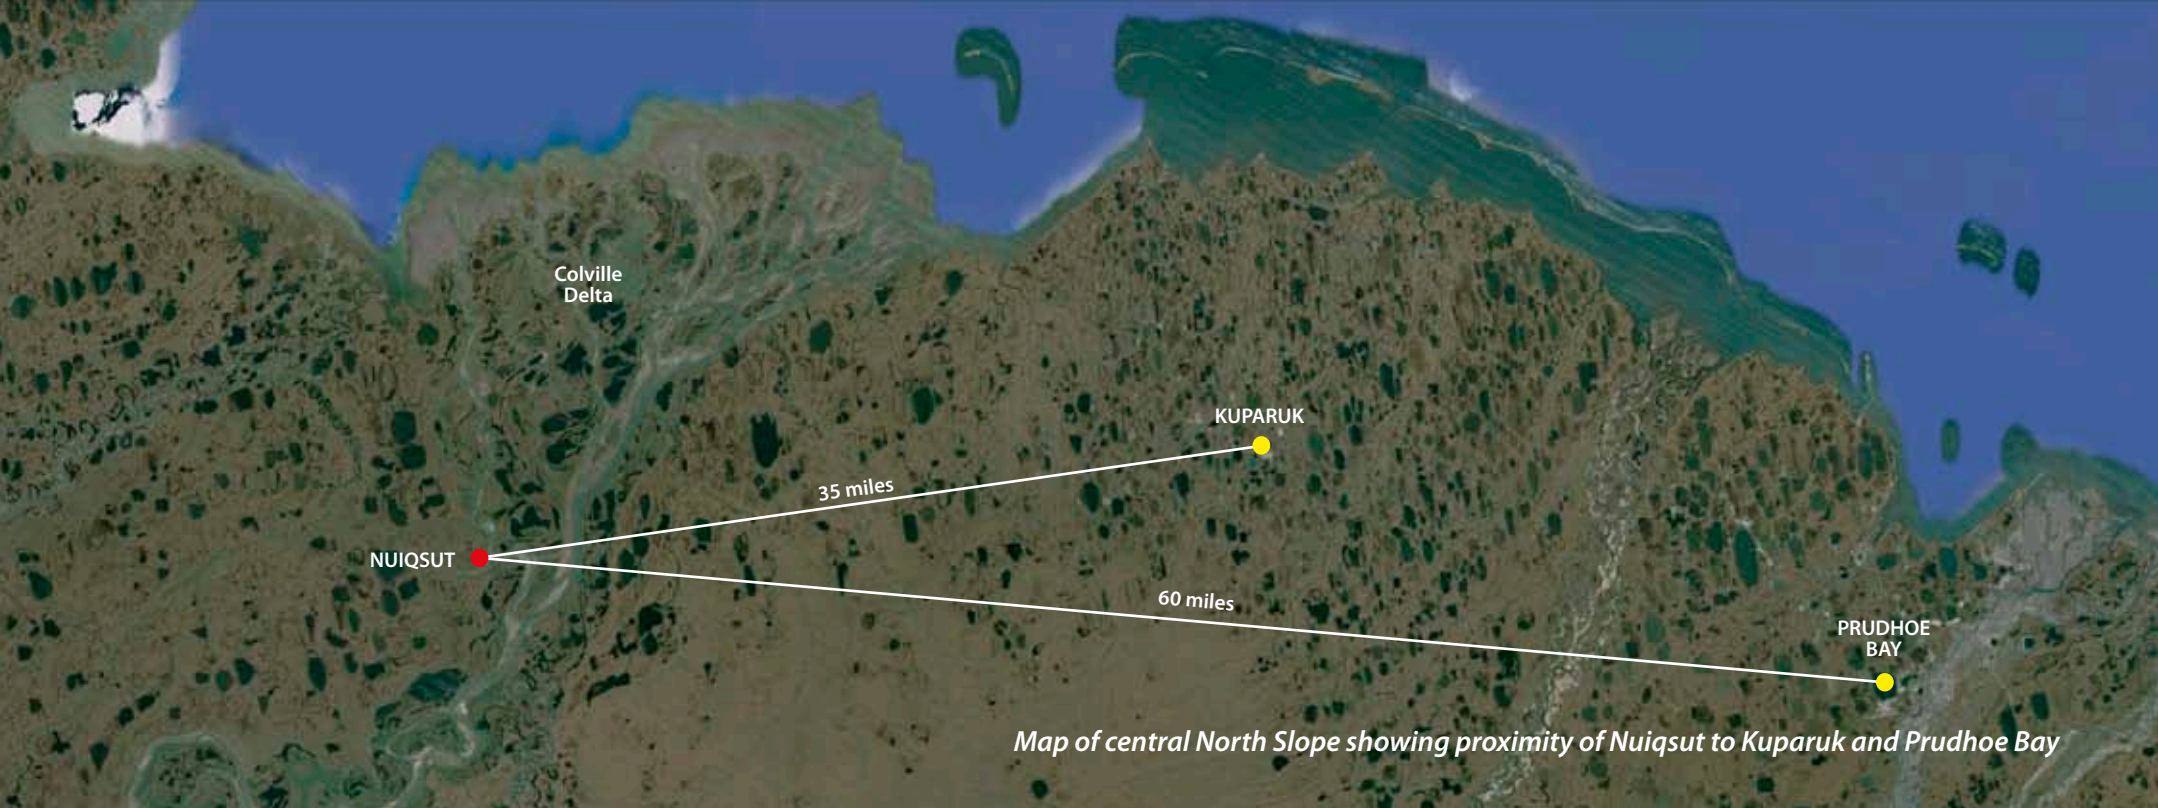 Colville
Delta
KUPARUK
35 miles
NUIQSUT
60 miles
PRUDHOE
BAY
Map of central North Slope showing proximity of Nuiqsut to Kuparuk and Prudhoe Bay